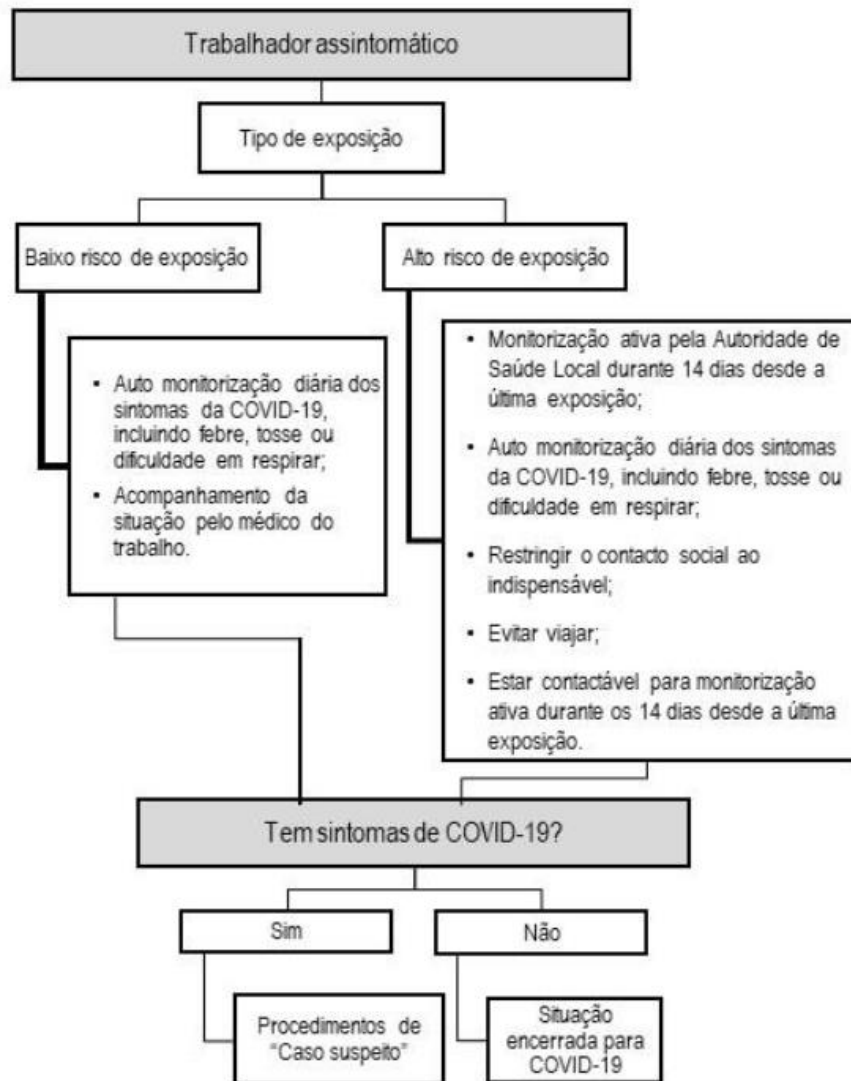 Trabalhador assintomático
Tipo de exposição
Baixo risco de exposição
Alto risco de exposição
• Auto monitorização diária dos
sintomas da COVID-19,
incluindo febre, tosse ou
dificuldade em respirar;
• Acompanhamento da
situação pelo médico do
trabalho.
• Monitorização ativa pela Autoridade de
Saúde Local durante 14 dias desde a
última exposição;
• Auto monitorização diária dos sintomas
da COVID-19, incluindo febre, tosse ou
dificuldade em respirar;
• Restringir o contacto social ao
indispensável;
• Evitar viajar;
• Estar contactável para monitorização
ativa durante os 14 dias desde a última
exposição.
Tem sintomas de COVID-19?
Sim
Não
Procedimentos de
“Caso suspeito”
Situação
encerrada para
COVID-19